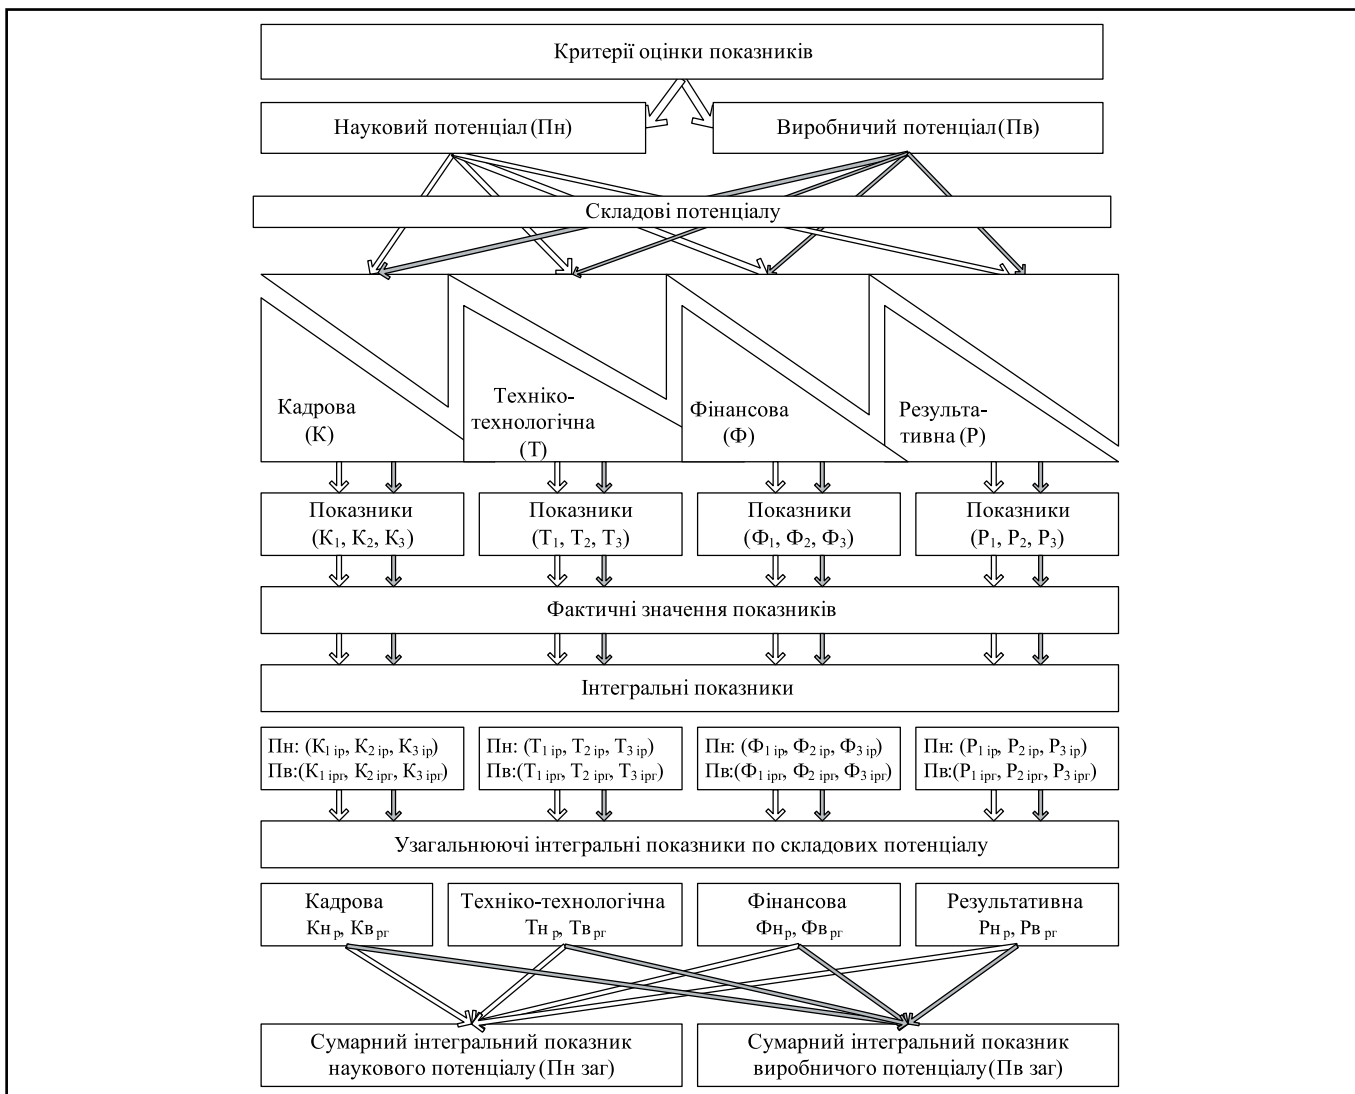 Критерії оцінки показників
Науковий потенціал (Пн)
Виробничий потенціал (Пв)
Складові потенціалу
Кадрова
(К)
Техніко-
технологічна
(Т)
Фінансова
(Ф)
Результа-
тивна (Р)
Показники
(К₁, К₂, К₃)
Показники
(Т₁, Т₂, Т₃)
Показники
(Ф₁, Ф₂, Ф₃)
Показники
(Р₁, Р₂, Р₃)
Фактичні значення показників
Інтегральні показники
Пн: (К₁ ір, К₂ ір, К₃ ір)
Пв:(К₁ ірг, К₂ ірг, К₃ ірг)
Пн: (Т₁ ір, Т₂ ір, Т₃ ір)
Пв:(Т₁ ірг, Т₂ ірг, Т₃ ірг)
Пн: (Ф₁ ір, Ф₂ ір, Ф₃ ір)
Пв:(Ф₁ ірг, Ф₂ ірг, Ф₃ ірг)
Пн: (Р₁ ір, Р₂ ір, Р₃ ір)
Пв:(Р₁ ірг, Р₂ ірг, Р₃ ірг)
Узагальнюючі інтегральні показники по складових потенціалу
Кадрова
Кн р, Кв рг
Техніко-технологічна
Тн р, Тв рг
Фінансова
Фн р, Фв рг
Результативна
Рн р, Рв рг
Сумарний інтегральний показник
наукового потенціалу (Пн заг)
Сумарний інтегральний показник
виробничого потенціалу (Пв заг)